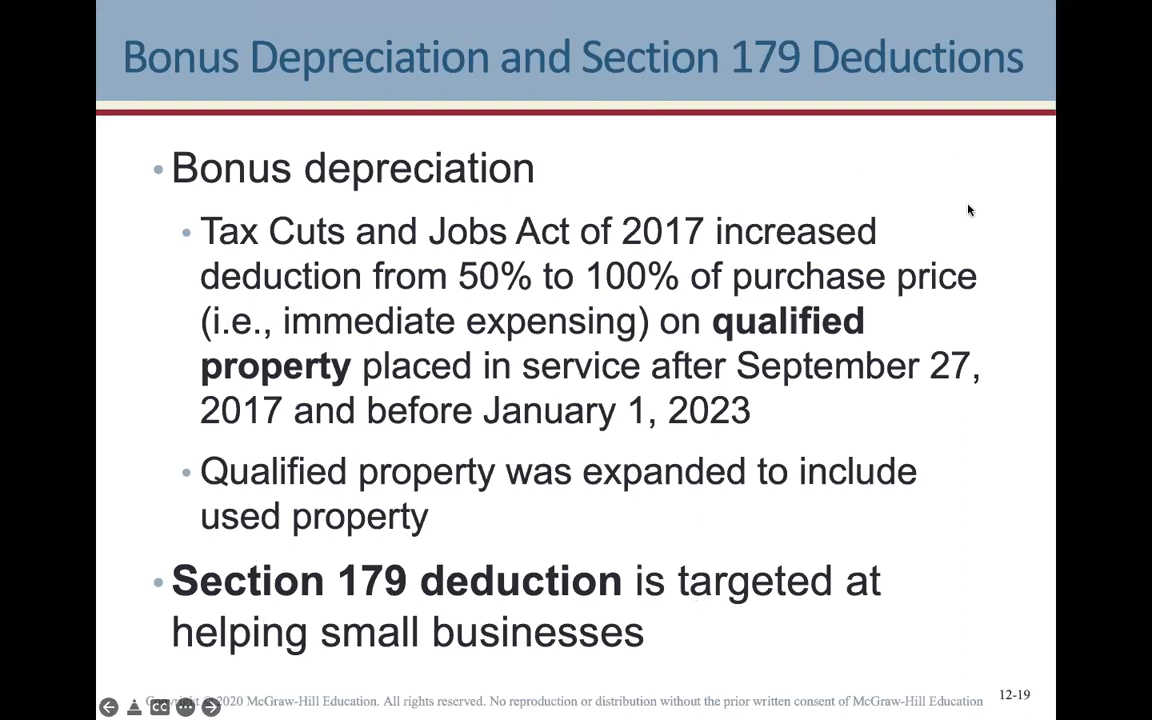 Bonus Depreciation and Section 179 Deductions
• Bonus depreciation
• Tax Cuts and Jobs Act of 2017 increased
deduction from 50% to 100% of purchase price
(i.e., immediate expensing) on qualified
property placed in service after September 27,
2017 and before January 1, 2023
• Qualified property was expanded to include
used property
• Section 179 deduction is targeted at
helping small businesses
12-19
Copyright © 2020 McGraw-Hill Education. All rights reserved. No reproduction or distribution without the prior written consent of McGraw-Hill Education
CC